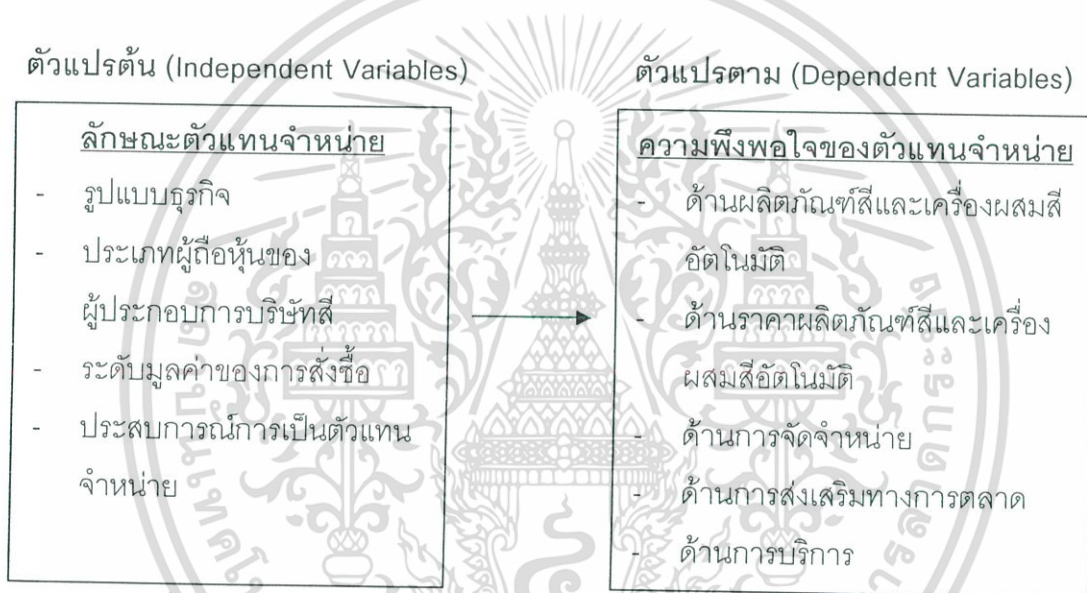 ตัวแปรต้น (Independent Variables)
ลักษณะตัวแทนจำหน่าย
- รูปแบบธุรกิจ
- ประเภทผู้ถือหุ้นของ
ผู้ประกอบการบริษัทสี
- ระดับมูลค่าของการสั่งซื้อ
- ประสบการณ์การเป็นตัวแทน
จำหน่าย
ตัวแปรตาม (Dependent Variables)
ความพึงพอใจของตัวแทนจำหน่าย
- ด้านผลิตภัณฑ์สีและเครื่องผสมสี
อัตโนมัติ
- ด้านราคาผลิตภัณฑ์สีและเครื่อง
ผสมสีอัตโนมัติ
- ด้านการจัดจำหน่าย
- ด้านการส่งเสริมทางการตลาด
- ด้านการบริการ